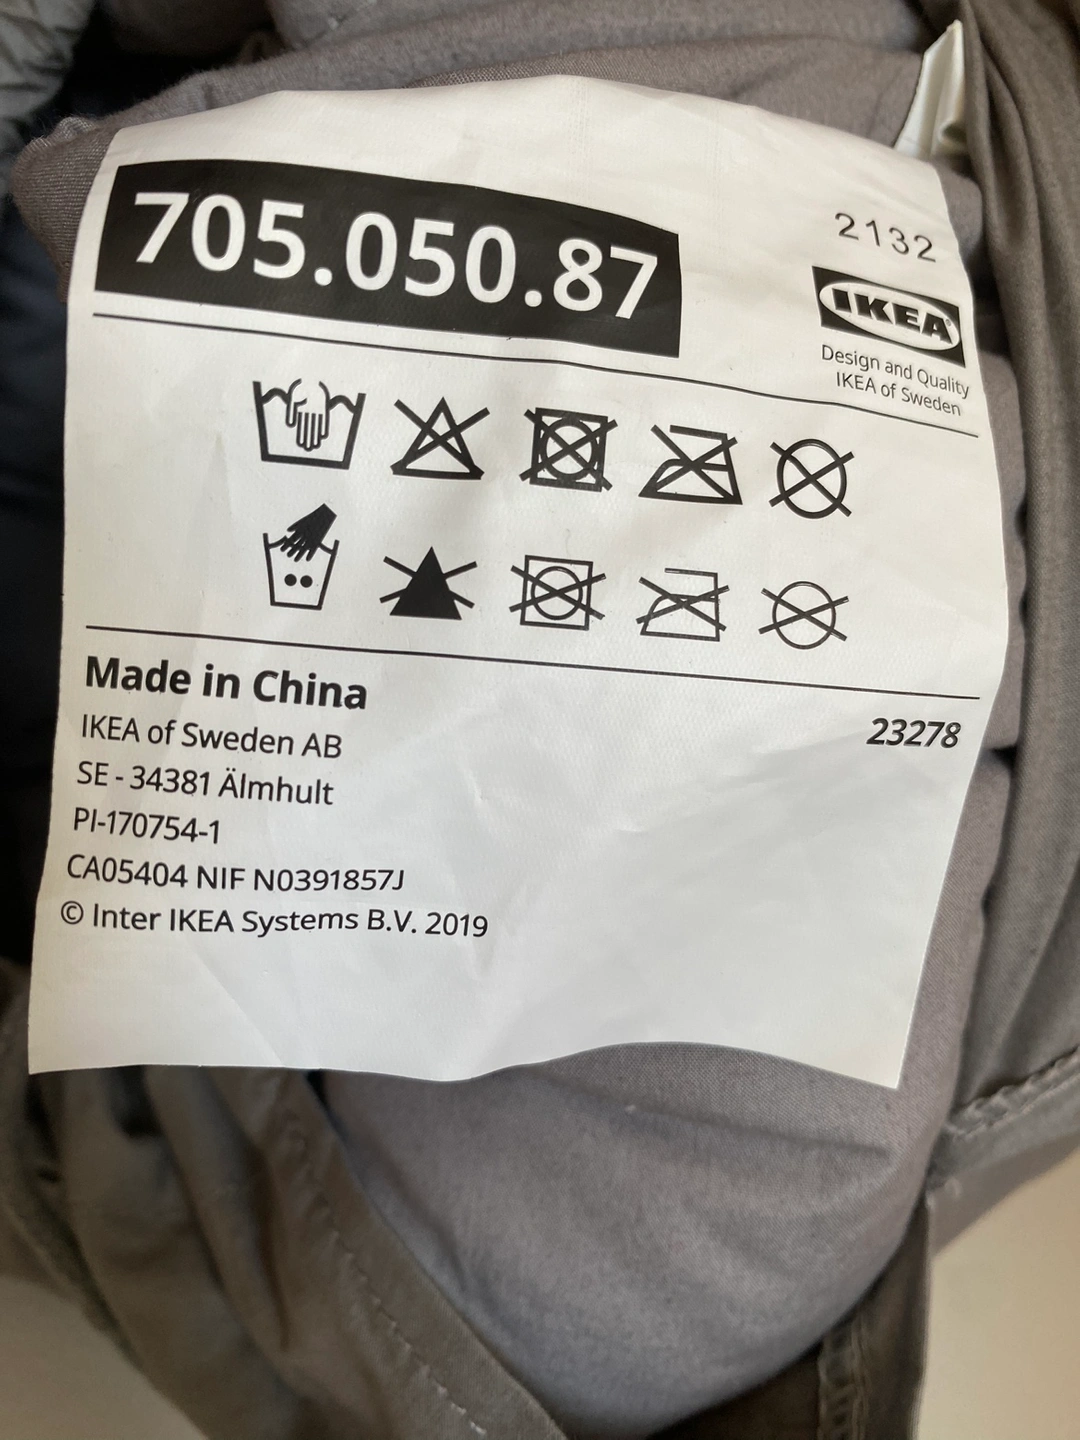 705.050.87
2132
IKEA
Design and Quality
IKEA of Sweden
Made in China
23278
IKEA of Sweden AB
SE - 34381 Älmhult
PI-170754-1
CA05404 NIF N0391857J
© Inter IKEA Systems B.V. 2019